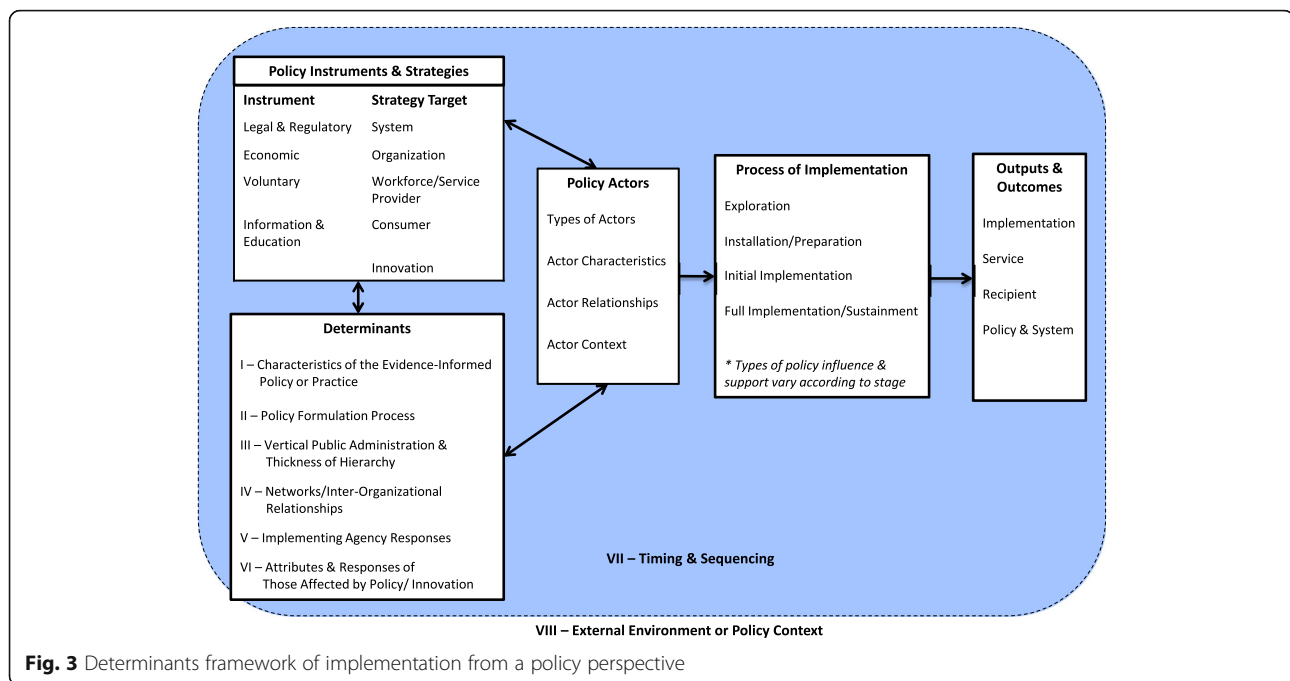 Policy Instruments & Strategies
Instrument
Strategy Target
Legal & Regulatory
System
Economic
Organization
Voluntary
Workforce/Service
Provider
Information &
Education
Consumer
Innovation
Determinants
I – Characteristics of the Evidence-Informed
Policy or Practice
II – Policy Formulation Process
III – Vertical Public Administration &
Thickness of Hierarchy
IV – Networks/Inter-Organizational
Relationships
V – Implementing Agency Responses
VI – Attributes & Responses of
Those Affected by Policy/ Innovation
Policy Actors
Types of Actors
Actor Characteristics
Actor Relationships
Actor Context
Process of Implementation
Exploration
Installation/Preparation
Initial Implementation
Full Implementation/Sustainment
* Types of policy influence &
support vary according to stage
Outputs &
Outcomes
Implementation
Service
Recipient
Policy & System
VII – Timing & Sequencing
VIII – External Environment or Policy Context
Fig. 3 Determinants framework of implementation from a policy perspective